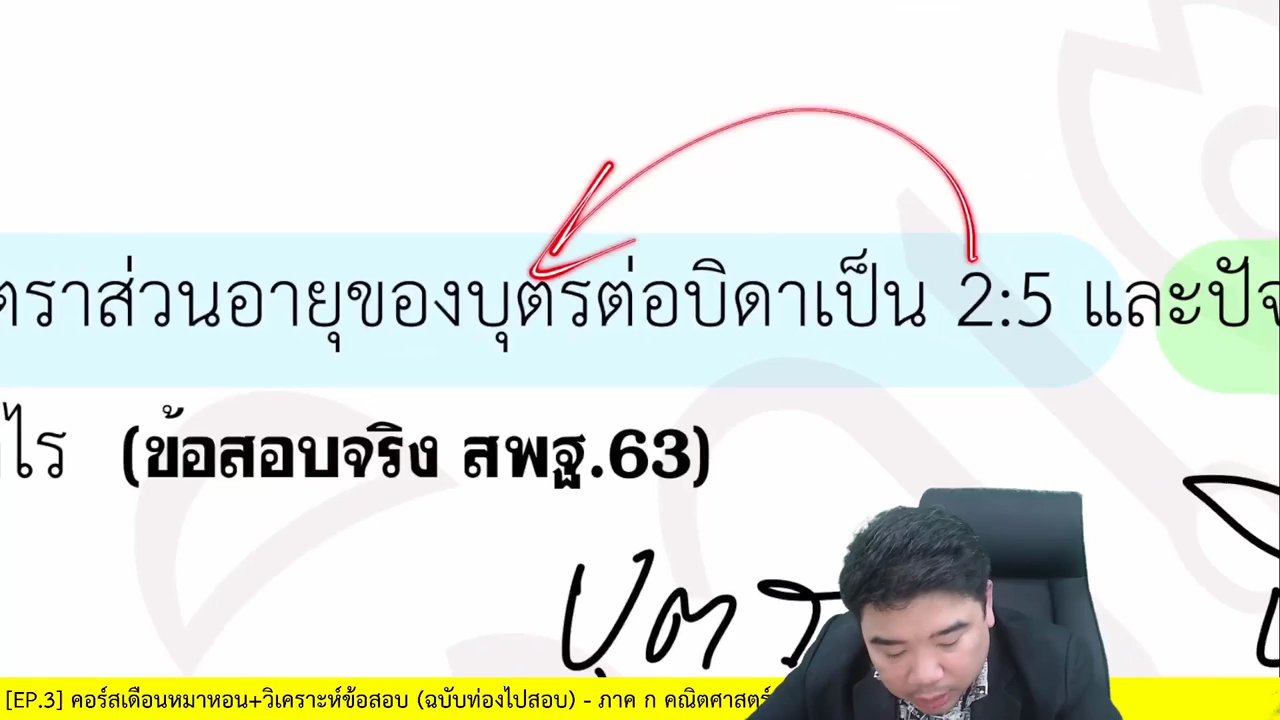 ตราส่วนอายุของบุตรต่อบิดาเป็น 2:5 และปัจ
ไร (ข้อสอบจริง สพฐ.63)
บุตร
[EP.3] คอร์สเดือนหมาหอน+วิเคราะห์ข้อสอบ (ฉบับท่องไปสอบ) - ภาค ก คณิตศาสตร์